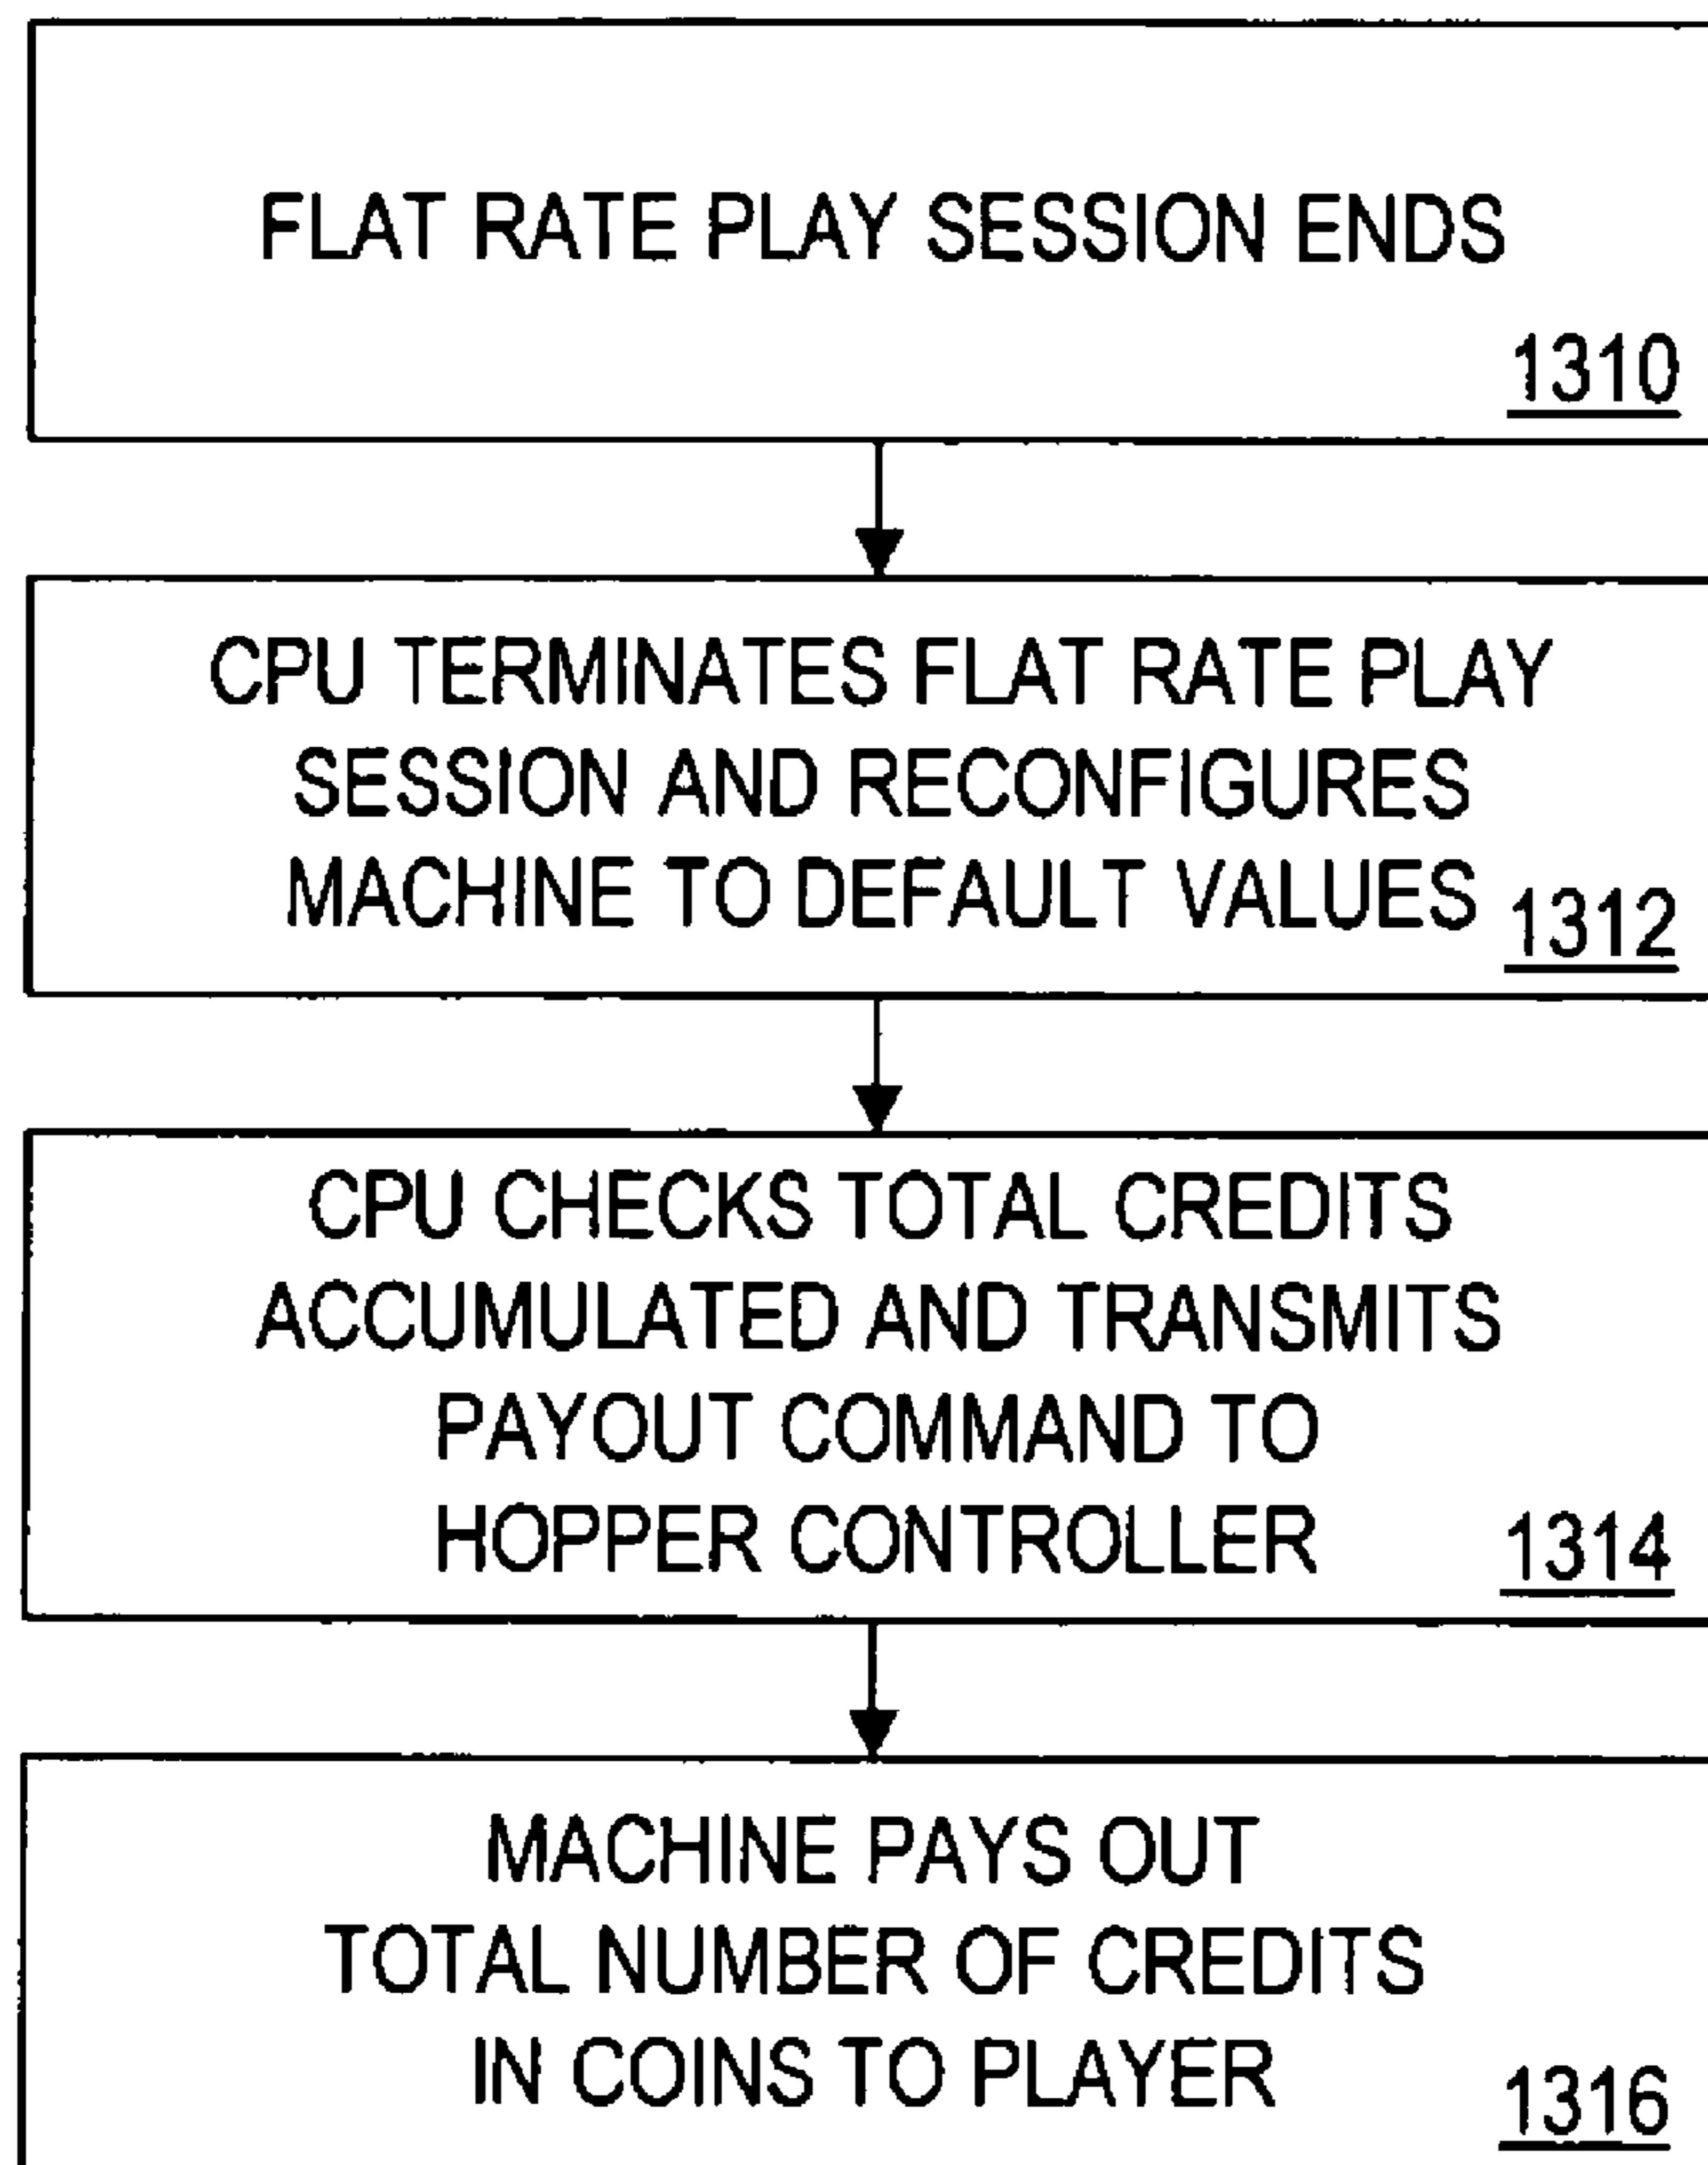 FLAT RATE PLAY SESSION ENDS
1310
CPU TERMINATES FLAT RATE PLAY
SESSION AND RECONFIGURES
MACHINE TO DEFAULT VALUES
1312
CPU CHECKS TOTAL CREDITS
ACCUMULATED AND TRANSMITS
PAYOUT COMMAND TO
HOPPER CONTROLLER
1314
MACHINE PAYS OUT
TOTAL NUMBER OF CREDITS
IN COINS TO PLAYER
1316